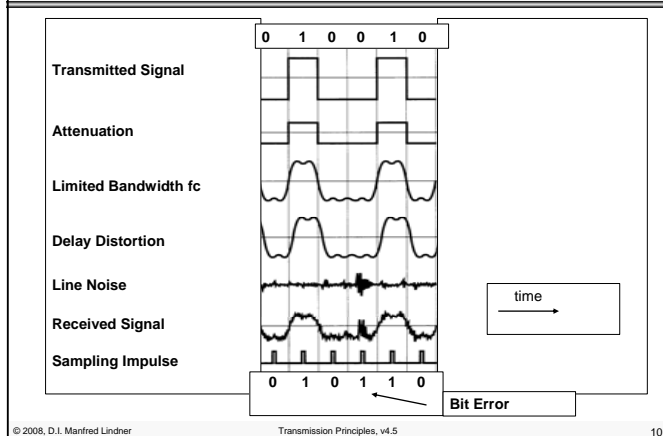 0 1 0 0 1 0
Transmitted Signal
Attenuation
Limited Bandwidth fc
Delay Distortion
Line Noise
time
Received Signal
Sampling Impulse
0 1 0 1 1 0
Bit Error
© 2008, D.I. Manfred Lindner
Transmission Principles, v4.5
10